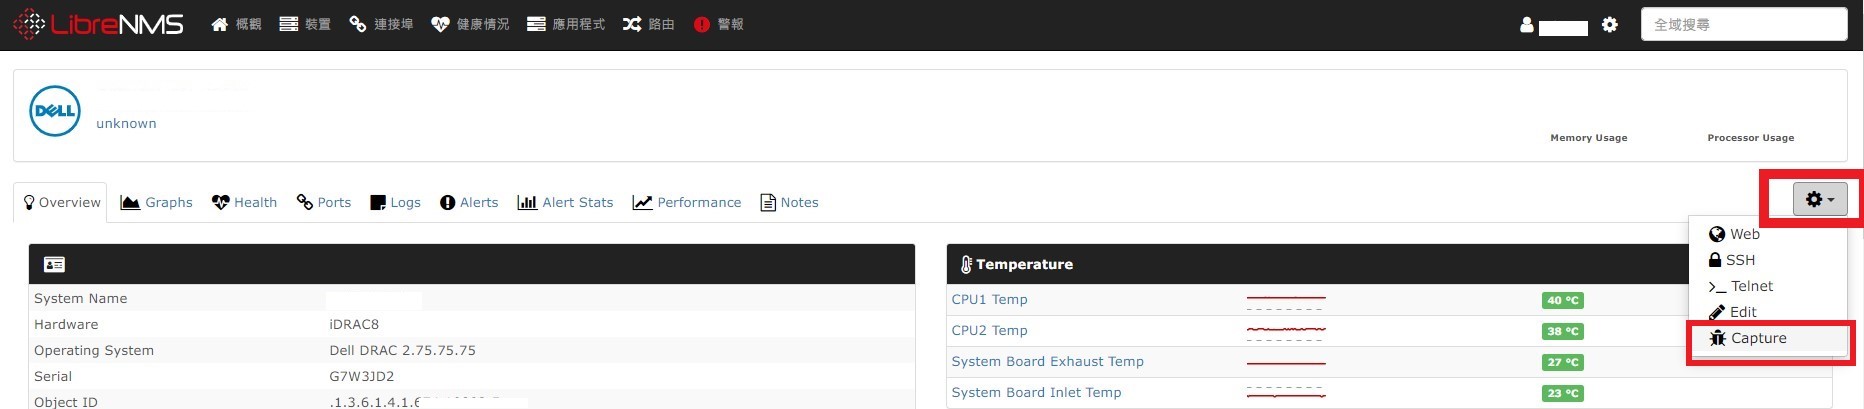 LibreNMS 概觀 裝置 連接埠 健康情況 應用程式 路由 警報 全域搜尋
DELL
unknown
Memory Usage Processor Usage
Overview Graphs Health Ports Logs Alerts Alert Stats Performance Notes
Web
SSH
Telnet
Edit
Capture
System Name
Hardware iDRAC8
Operating System Dell DRAC 2.75.75.75
Serial G7W3JD2
Object ID .1.3.6.1.4.1.
Temperature
CPU1 Temp 40 °C
CPU2 Temp 38 °C
System Board Exhaust Temp 27 °C
System Board Inlet Temp 23 °C